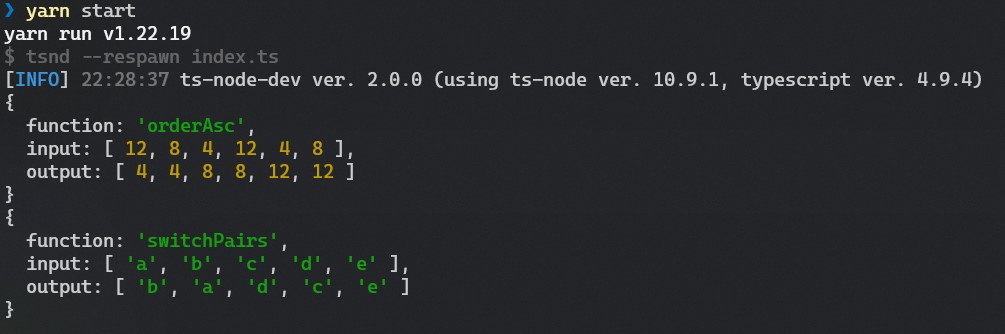 ❯ yarn start
yarn run v1.22.19
$ tsnd --respawn index.ts
[INFO] 22:28:37 ts-node-dev ver. 2.0.0 (using ts-node ver. 10.9.1, typescript ver. 4.9.4)
{
  function: 'orderAsc',
  input: [ 12, 8, 4, 12, 4, 8 ],
  output: [ 4, 4, 8, 8, 12, 12 ]
}
{
  function: 'switchPairs',
  input: [ 'a', 'b', 'c', 'd', 'e' ],
  output: [ 'b', 'a', 'd', 'c', 'e' ]
}